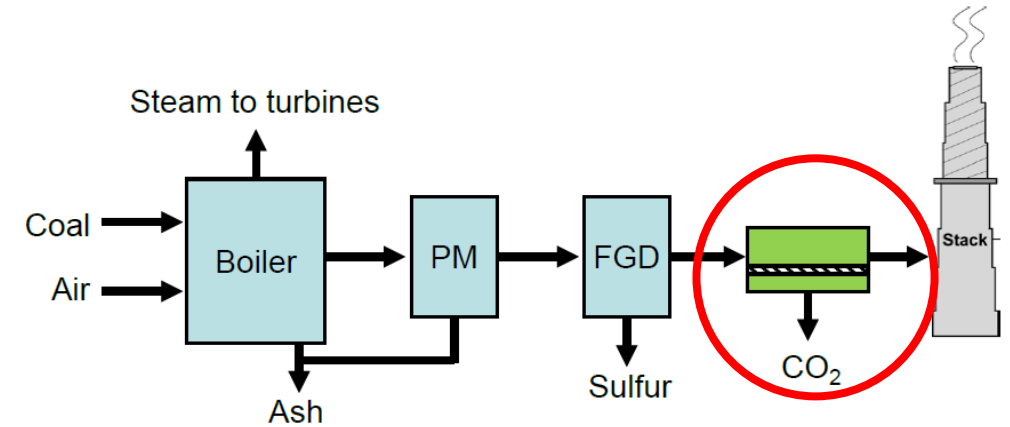 Steam to turbines
Coal
Air
Boiler
PM
FGD
Stack
Ash
Sulfur
CO₂